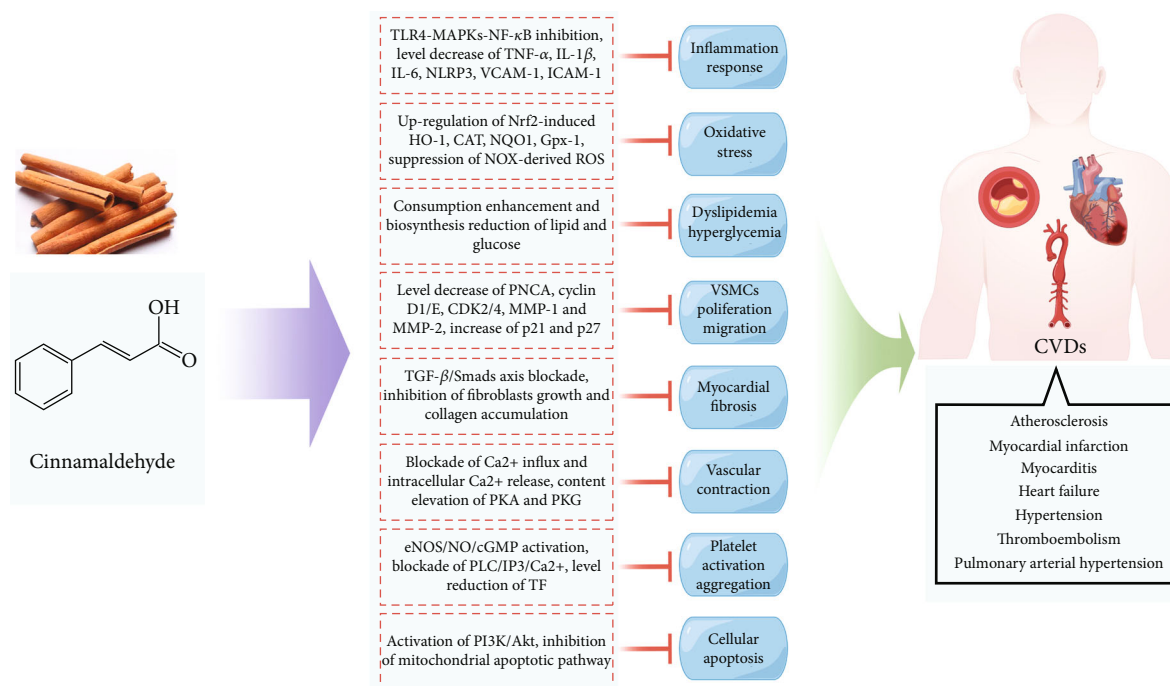 OH
O
Cinnamaldehyde
TLR4-MAPKs-NF-κB inhibition,
level decrease of TNF-α, IL-1β,
IL-6, NLRP3, VCAM-1, ICAM-1
Inflammation
response
Up-regulation of Nrf2-induced
HO-1, CAT, NQO1, Gpx-1,
suppression of NOX-derived ROS
Oxidative
stress
Consumption enhancement and
biosynthesis reduction of lipid and
glucose
Dyslipidemia
hyperglycemia
Level decrease of PNCA, cyclin
D1/E, CDK2/4, MMP-1 and
MMP-2, increase of p21 and p27
VSMCs
poliferation
migration
TGF-β/Smads axis blockade,
inhibition of fibroblasts growth and
collagen accumulation
Myocardial
fibrosis
Blockade of Ca2+ influx and
intracellular Ca2+ release, content
elevation of PKA and PKG
Vascular
contraction
eNOS/NO/cGMP activation,
blockade of PLC/IP3/Ca2+, level
reduction of TF
Platelet
activation
aggregation
Activation of PI3K/Akt, inhibition
of mitochondrial apoptotic pathway
Cellular
apoptosis
CVDs
Atherosclerosis
Myocardial infarction
Myocarditis
Heart failure
Hypertension
Thromboembolism
Pulmonary arterial hypertension